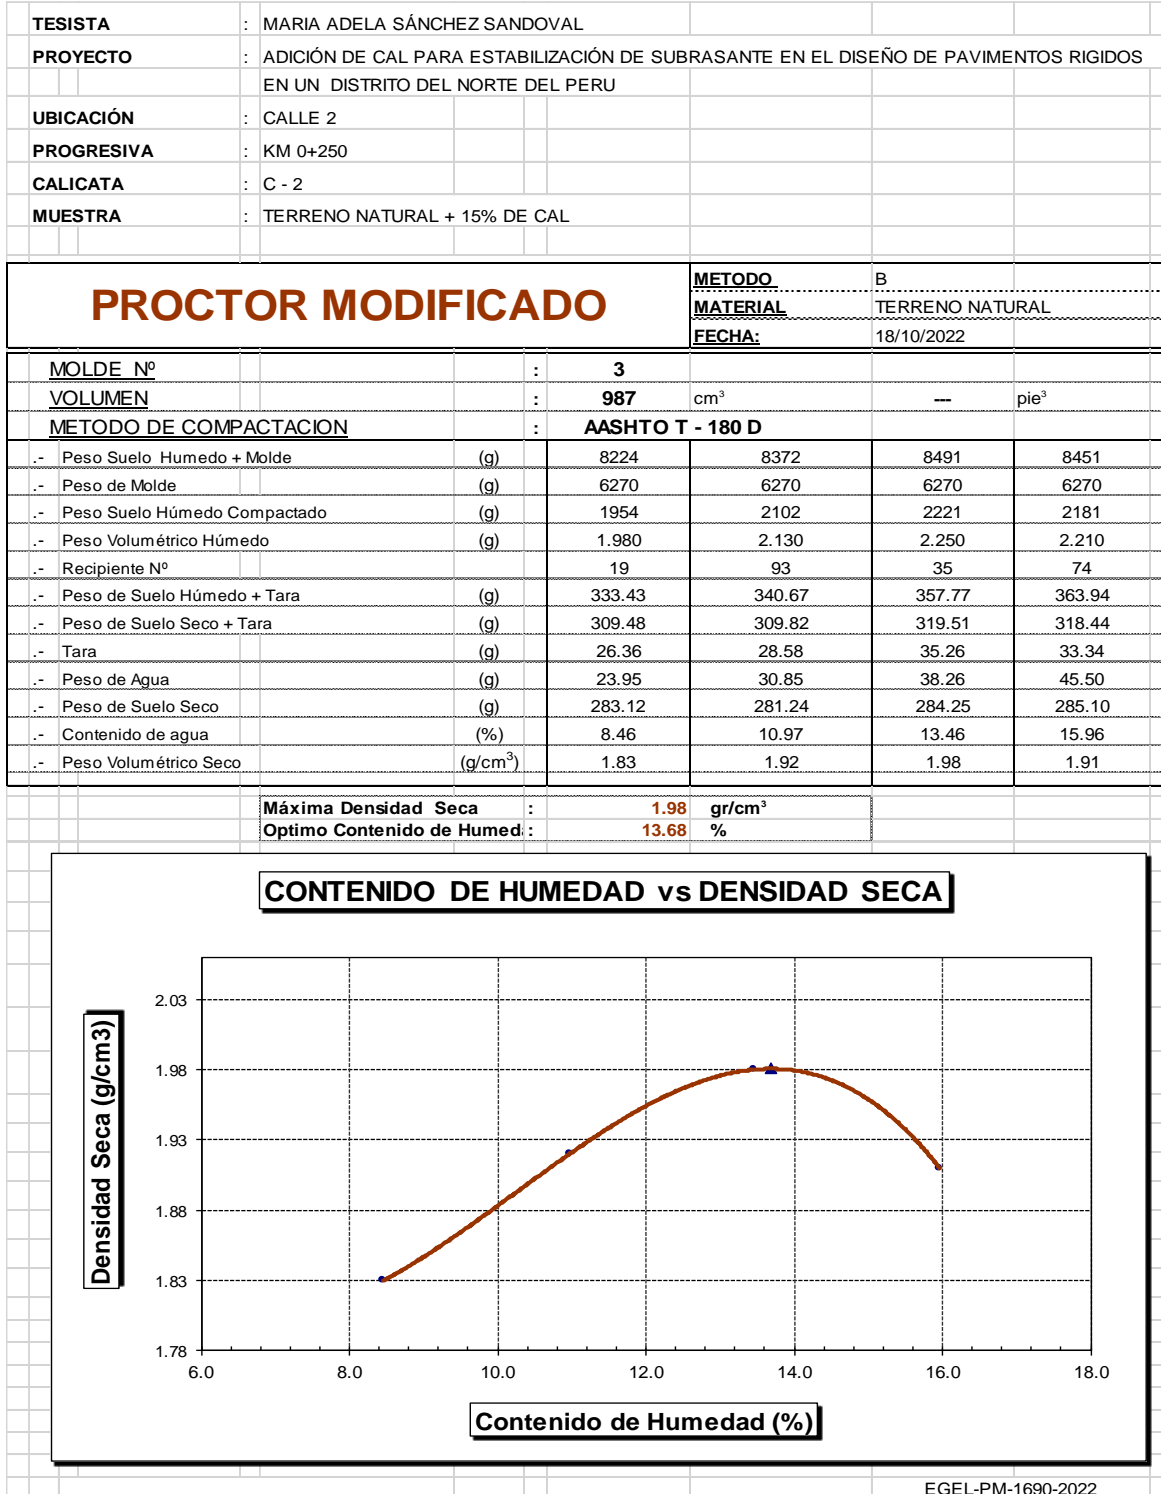 TESISTA : MARIA ADELA SÁNCHEZ SANDOVAL
PROYECTO : ADICIÓN DE CAL PARA ESTABILIZACIÓN DE SUBRASANTE EN EL DISEÑO DE PAVIMENTOS RIGIDOS
EN UN DISTRITO DEL NORTE DEL PERU
UBICACIÓN : CALLE 2
PROGRESIVA : KM 0+250
CALICATA : C - 2
MUESTRA : TERRENO NATURAL + 15% DE CAL
PROCTOR MODIFICADO
METODO B
MATERIAL TERRENO NATURAL
FECHA: 18/10/2022
MOLDE Nº : 3
VOLUMEN : 987 cm³ --- pie³
METODO DE COMPACTACION : AASHTO T - 180 D
.- Peso Suelo Humedo + Molde (g) 8224 8372 8491 8451
.- Peso de Molde (g) 6270 6270 6270 6270
.- Peso Suelo Húmedo Compactado (g) 1954 2102 2221 2181
.- Peso Volumétrico Húmedo (g) 1.980 2.130 2.250 2.210
.- Recipiente Nº 19 93 35 74
.- Peso de Suelo Húmedo + Tara (g) 333.43 340.67 357.77 363.94
.- Peso de Suelo Seco + Tara (g) 309.48 309.82 319.51 318.44
.- Tara (g) 26.36 28.58 35.26 33.34
.- Peso de Agua (g) 23.95 30.85 38.26 45.50
.- Peso de Suelo Seco (g) 283.12 281.24 284.25 285.10
.- Contenido de agua (%) 8.46 10.97 13.46 15.96
.- Peso Volumétrico Seco (g/cm³) 1.83 1.92 1.98 1.91
Máxima Densidad Seca : 1.98 gr/cm³
Optimo Contenido de Humed : 13.68 %
CONTENIDO DE HUMEDAD vs DENSIDAD SECA
Densidad Seca (g/cm3)
2.03
1.98
1.93
1.88
1.83
1.78
6.0 8.0 10.0 12.0 14.0 16.0 18.0
Contenido de Humedad (%)
EGEL-PM-1690-2022